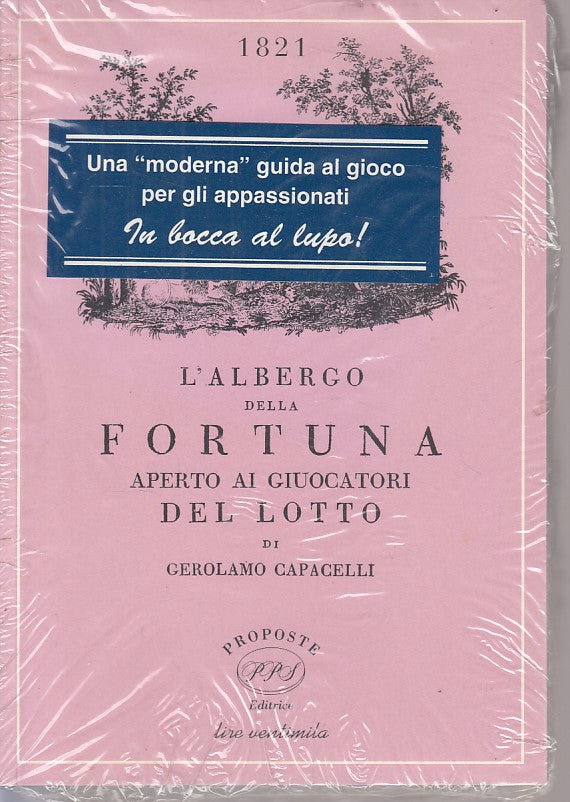 1821
Una “moderna” guida al gioco
per gli appassionati
In bocca al lupo!
L'ALBERGO
DELLA
FORTUNA
APERTO AI GIUOCATORI
DEL LOTTO
DI
GEROLAMO CAPACELLI
PROPOSTE
PPS
Editrice
lire ventimila